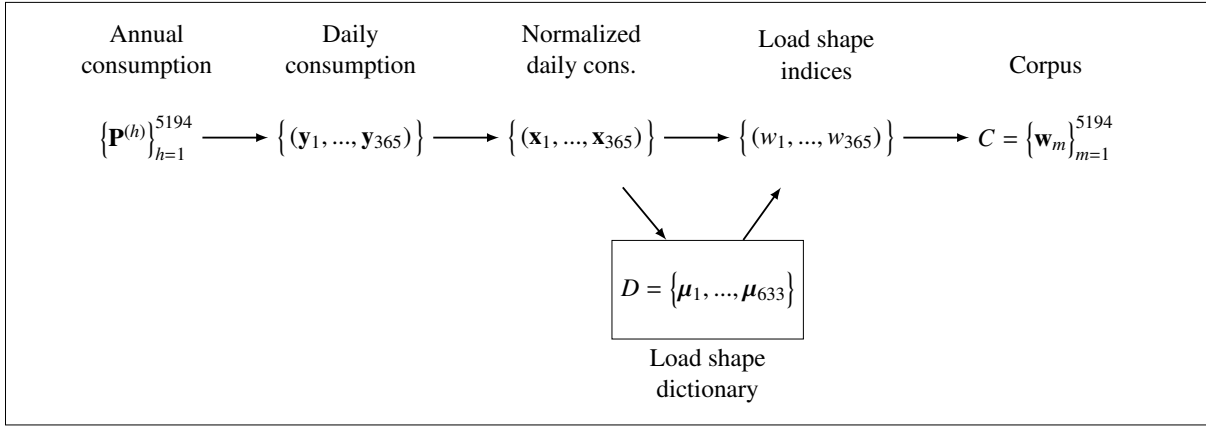 Annual
consumption
Daily
consumption
Normalized
daily cons.
Load shape
indices
Corpus
{𝐏^(h)}_{h=1}^{5194}
{(𝐲_1, ..., 𝐲_365)}
{(𝐱_1, ..., 𝐱_365)}
{(w_1, ..., w_365)}
C = {𝐰_m}_{m=1}^{5194}
D = {𝝁_1, ..., 𝝁_633}
Load shape
dictionary